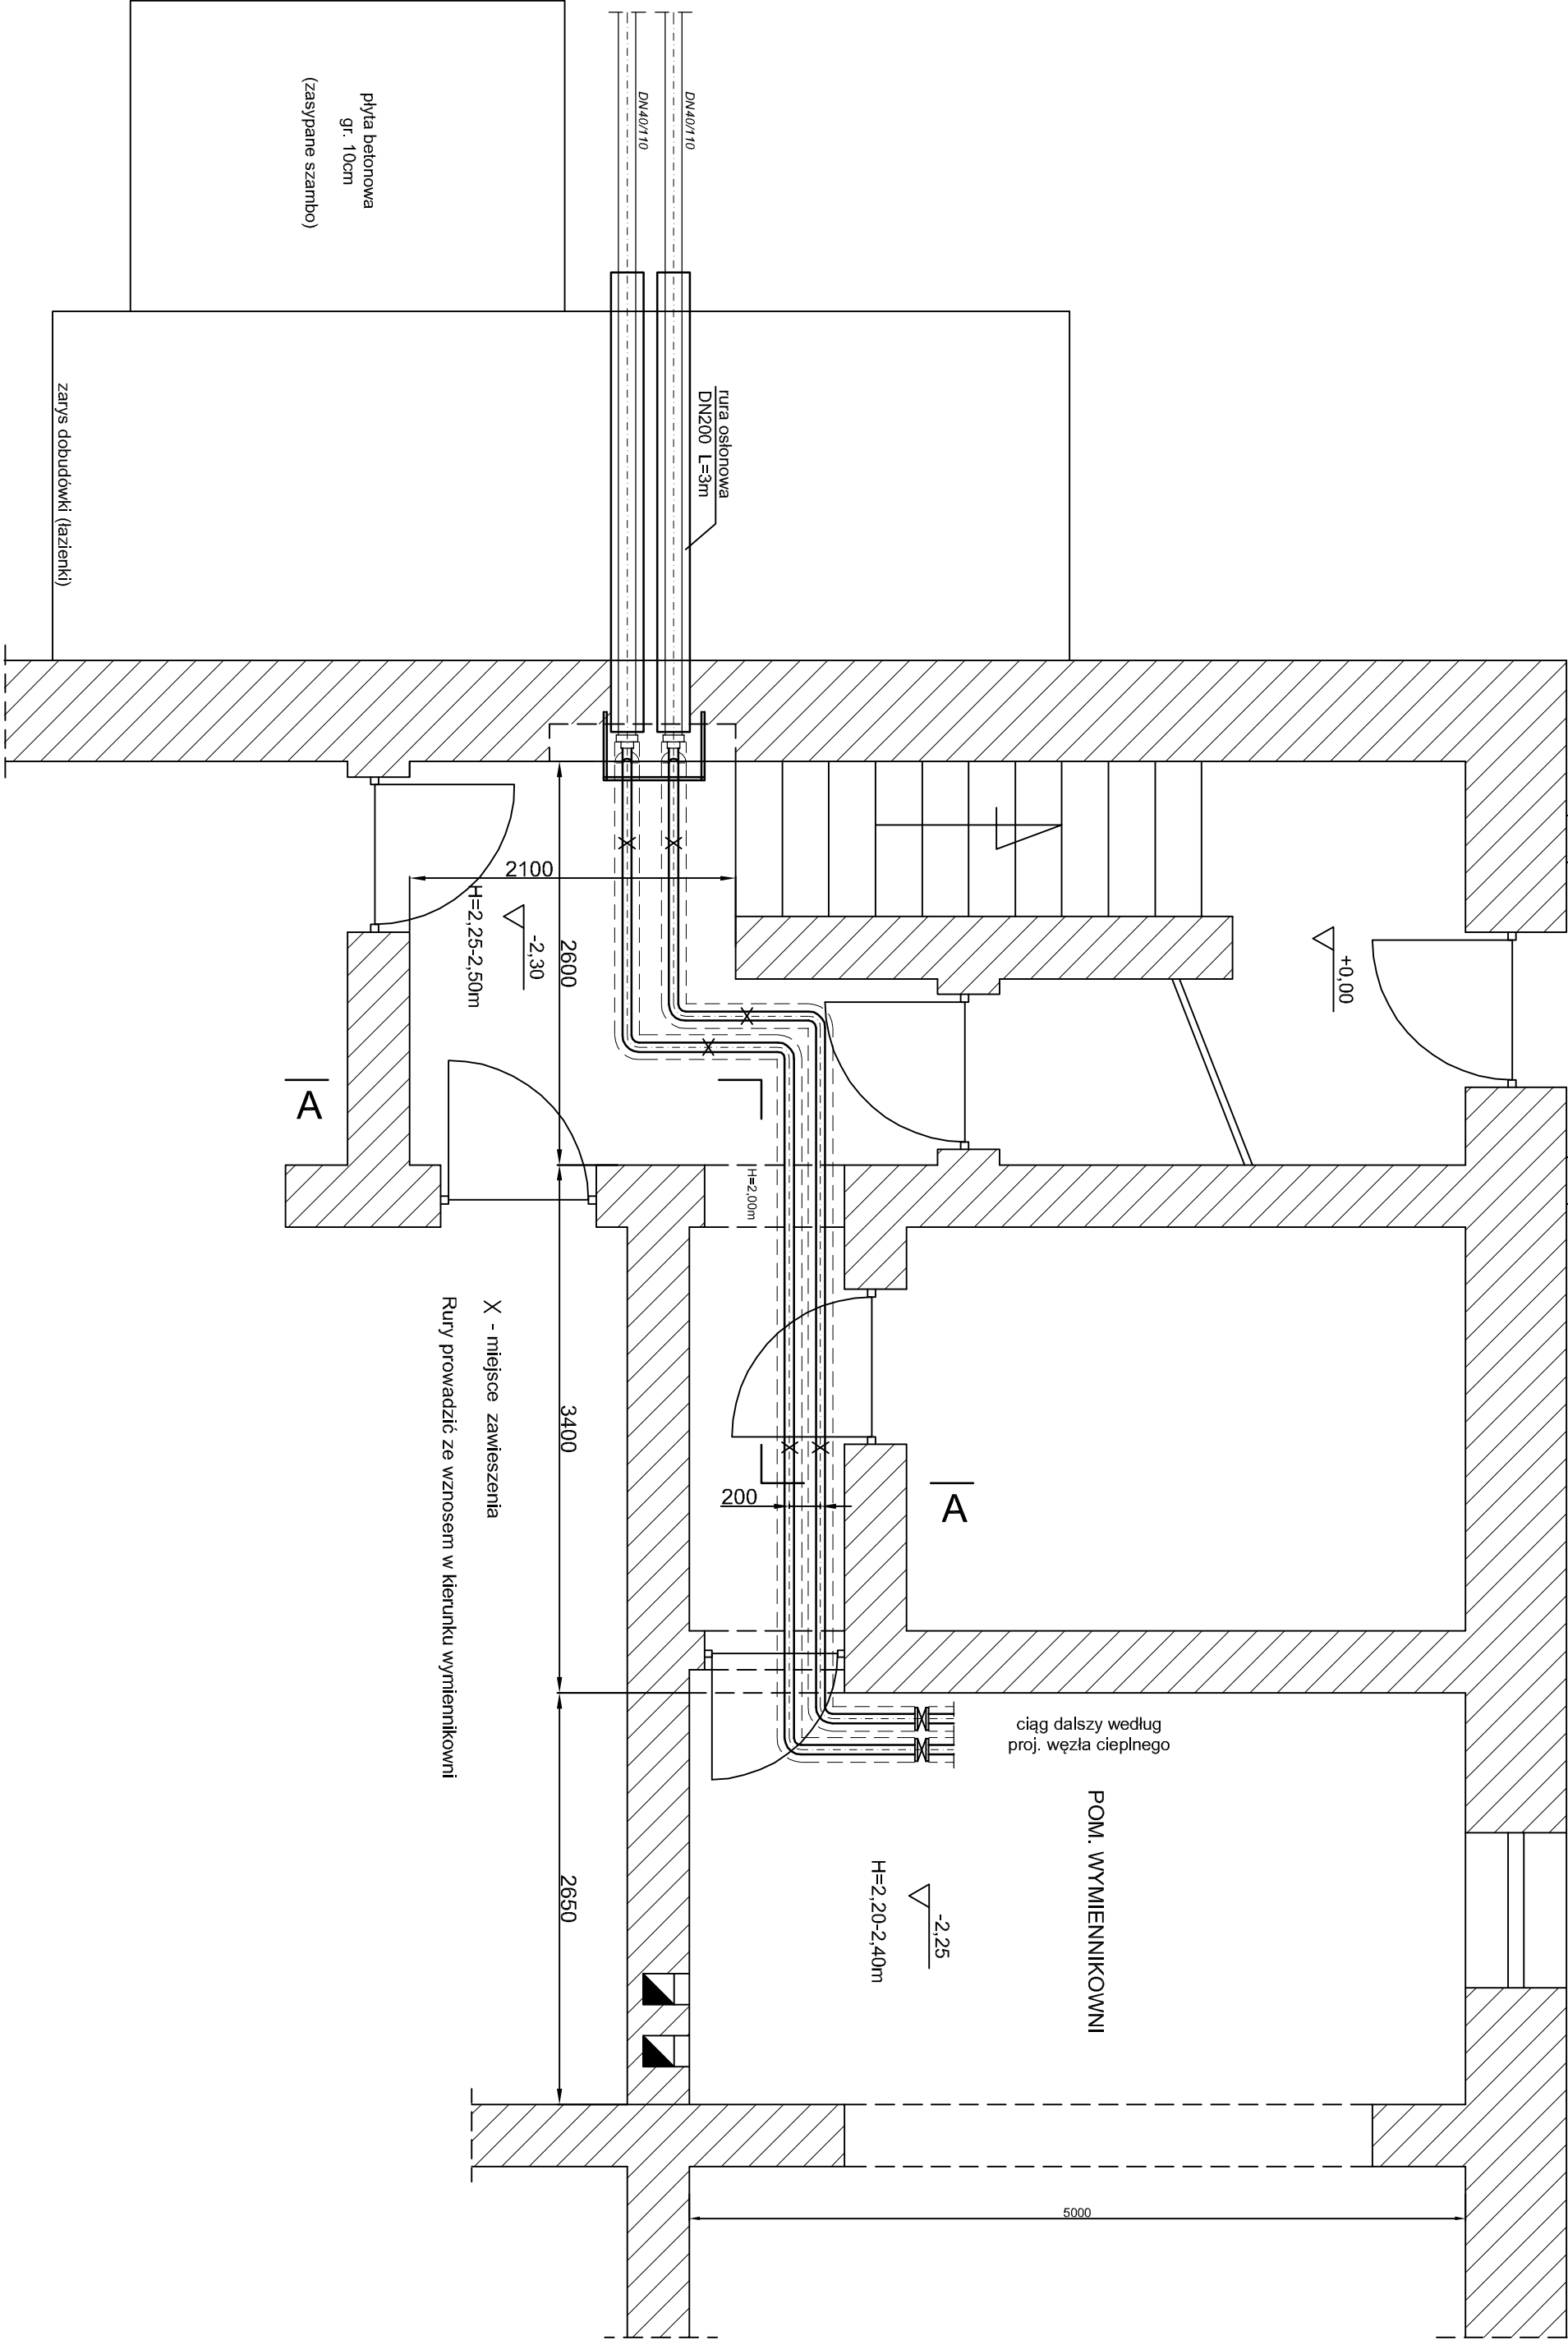 płyta betonowa
gr. 10cm
(zasypane szambo)
DN40/110
DN40/110
rura osłonowa
DN200 L=3m
zarys dobudówki (łazienki)
2100
H=2,25-2,50m
-2,30
2600
+0.00
A
H=2,00m
X - miejsce zawieszenia
Rury prowadzić ze wznosem w kierunku wymiennikowni
3400
200
A
ciąg dalszy według
proj. węzła cieplnego
POM. WYMIENNIKOWNI
H=2,20-2,40m
-2,25
2650
5000